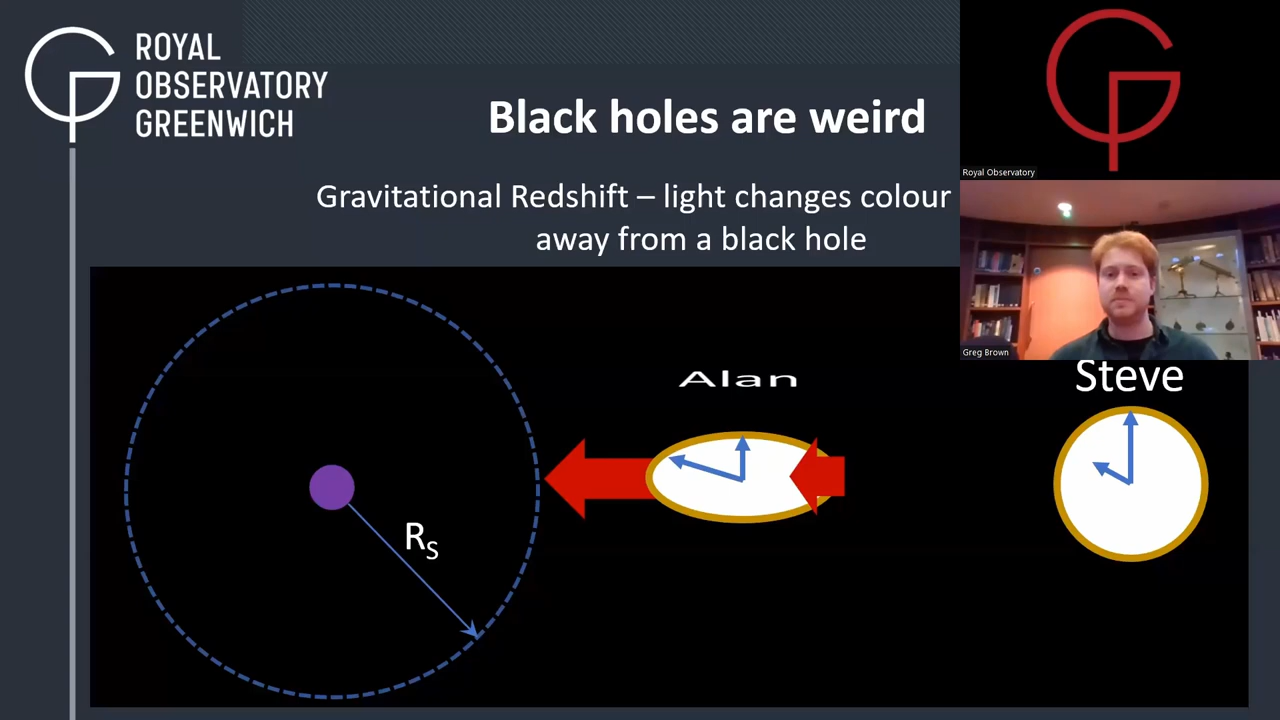 ROYAL
OBSERVATORY
GREENWICH
Black holes are weird
Gravitational Redshift – light changes colour
away from a black hole
Royal Observatory
Greg Brown
Alan
Steve
RS